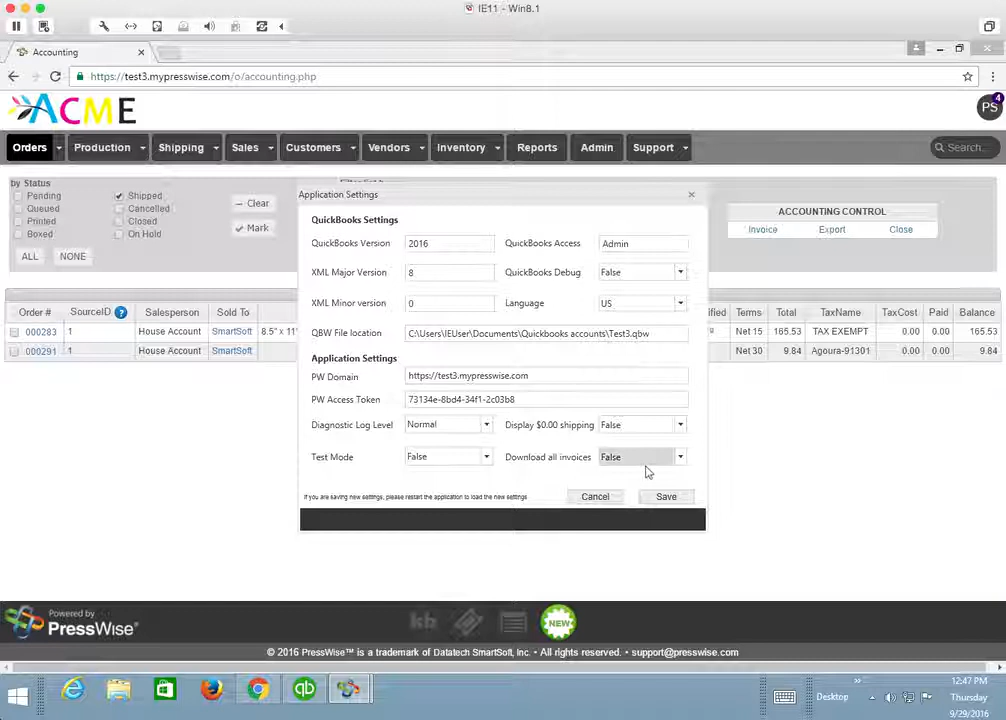 IE11 - Win8.1
Accounting
https://test3.mypresswise.com/o/accounting.php
ACME
PS
4
Orders
Production
Shipping
Sales
Customers
Vendors
Inventory
Reports
Admin
Support
Search...
by Status
Pending
Queued
Printed
Boxed
Shipped
Cancelled
Closed
On Hold
Clear
Mark
ALL
NONE
ACCOUNTING CONTROL
Invoice
Export
Close
Order # SourceID ? Salesperson Sold To
Terms Total TaxName TaxCost Paid Balance
000283 1 House Account SmartSoft 8.5" x 11"
Net 15 165.53 TAX EXEMPT 0.00 0.00 165.53
000291 1 House Account SmartSoft
Net 30 9.84 Agoura-91301 0.00 0.00 9.84
Application Settings
QuickBooks Settings
QuickBooks Version 2016 QuickBooks Access Admin
XML Major Version 8 QuickBooks Debug False
XML Minor version 0 Language US
QBW File location C:\Users\IEUser\Documents\Quickbooks accounts\Test3.qbw
Application Settings
PW Domain https://test3.mypresswise.com
PW Access Token 73134e-8bd4-34f1-2c03b8
Diagnostic Log Level Normal Display $0.00 shipping False
Test Mode False Download all invoices False
If you are saving new settings, please restart the application to load the new settings
Cancel
Save
Powered by
PressWise
kb
NEW
© 2016 PressWise™ is a trademark of Datatech SmartSoft, Inc. • All rights reserved. • support@presswise.com
qb
Desktop
12:47 PM
Thursday
9/29/2016